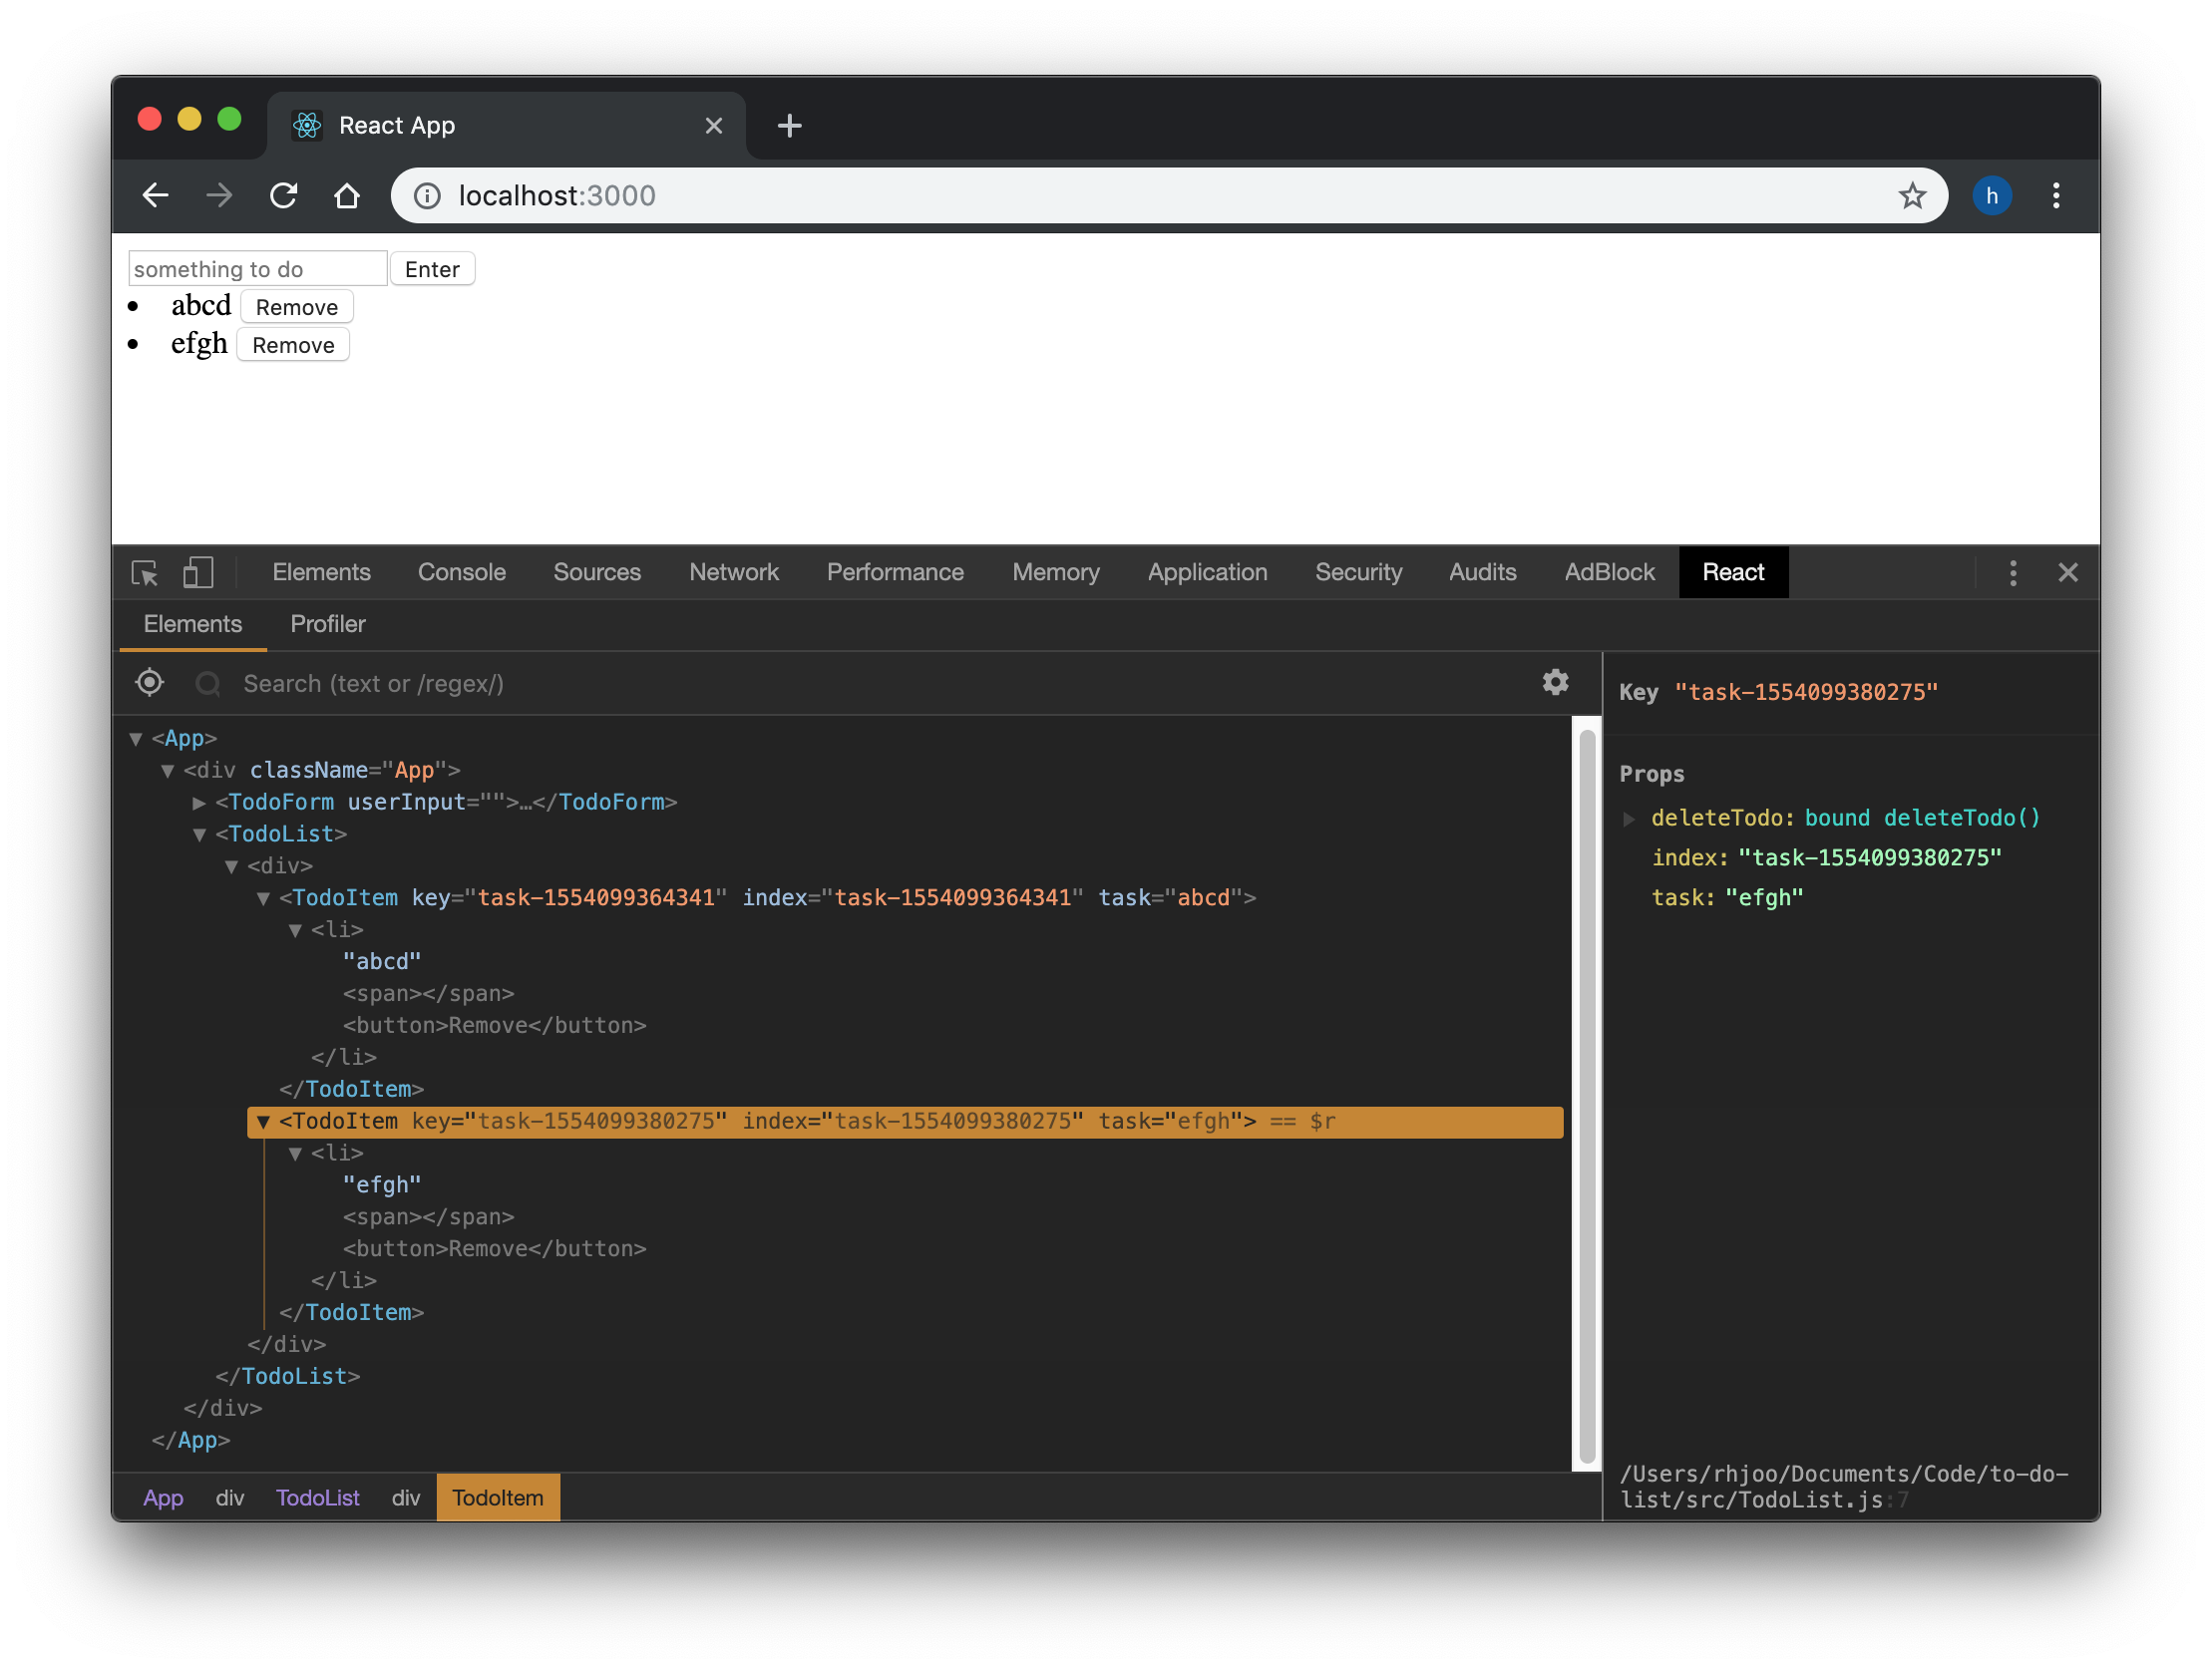 React App
localhost:3000
h
something to do Enter
abcd Remove
efgh Remove
Elements Console Sources Network Performance Memory Application Security Audits AdBlock React
Elements Profiler
Search (text or /regex/)
<App>
<div className="App">
<TodoForm userInput="">…</TodoForm>
<TodoList>
<div>
<TodoItem key="task-1554099364341" index="task-1554099364341" task="abcd">
<li>
"abcd"
<span></span>
<button>Remove</button>
</li>
</TodoItem>
<TodoItem key="task-1554099380275" index="task-1554099380275" task="efgh"> == $r
<li>
"efgh"
<span></span>
<button>Remove</button>
</li>
</TodoItem>
</div>
</TodoList>
</div>
</App>
App div TodoList div TodoItem
Key "task-1554099380275"
Props
deleteTodo: bound deleteTodo()
index: "task-1554099380275"
task: "efgh"
/Users/rhjoo/Documents/Code/to-do-
list/src/TodoList.js:7